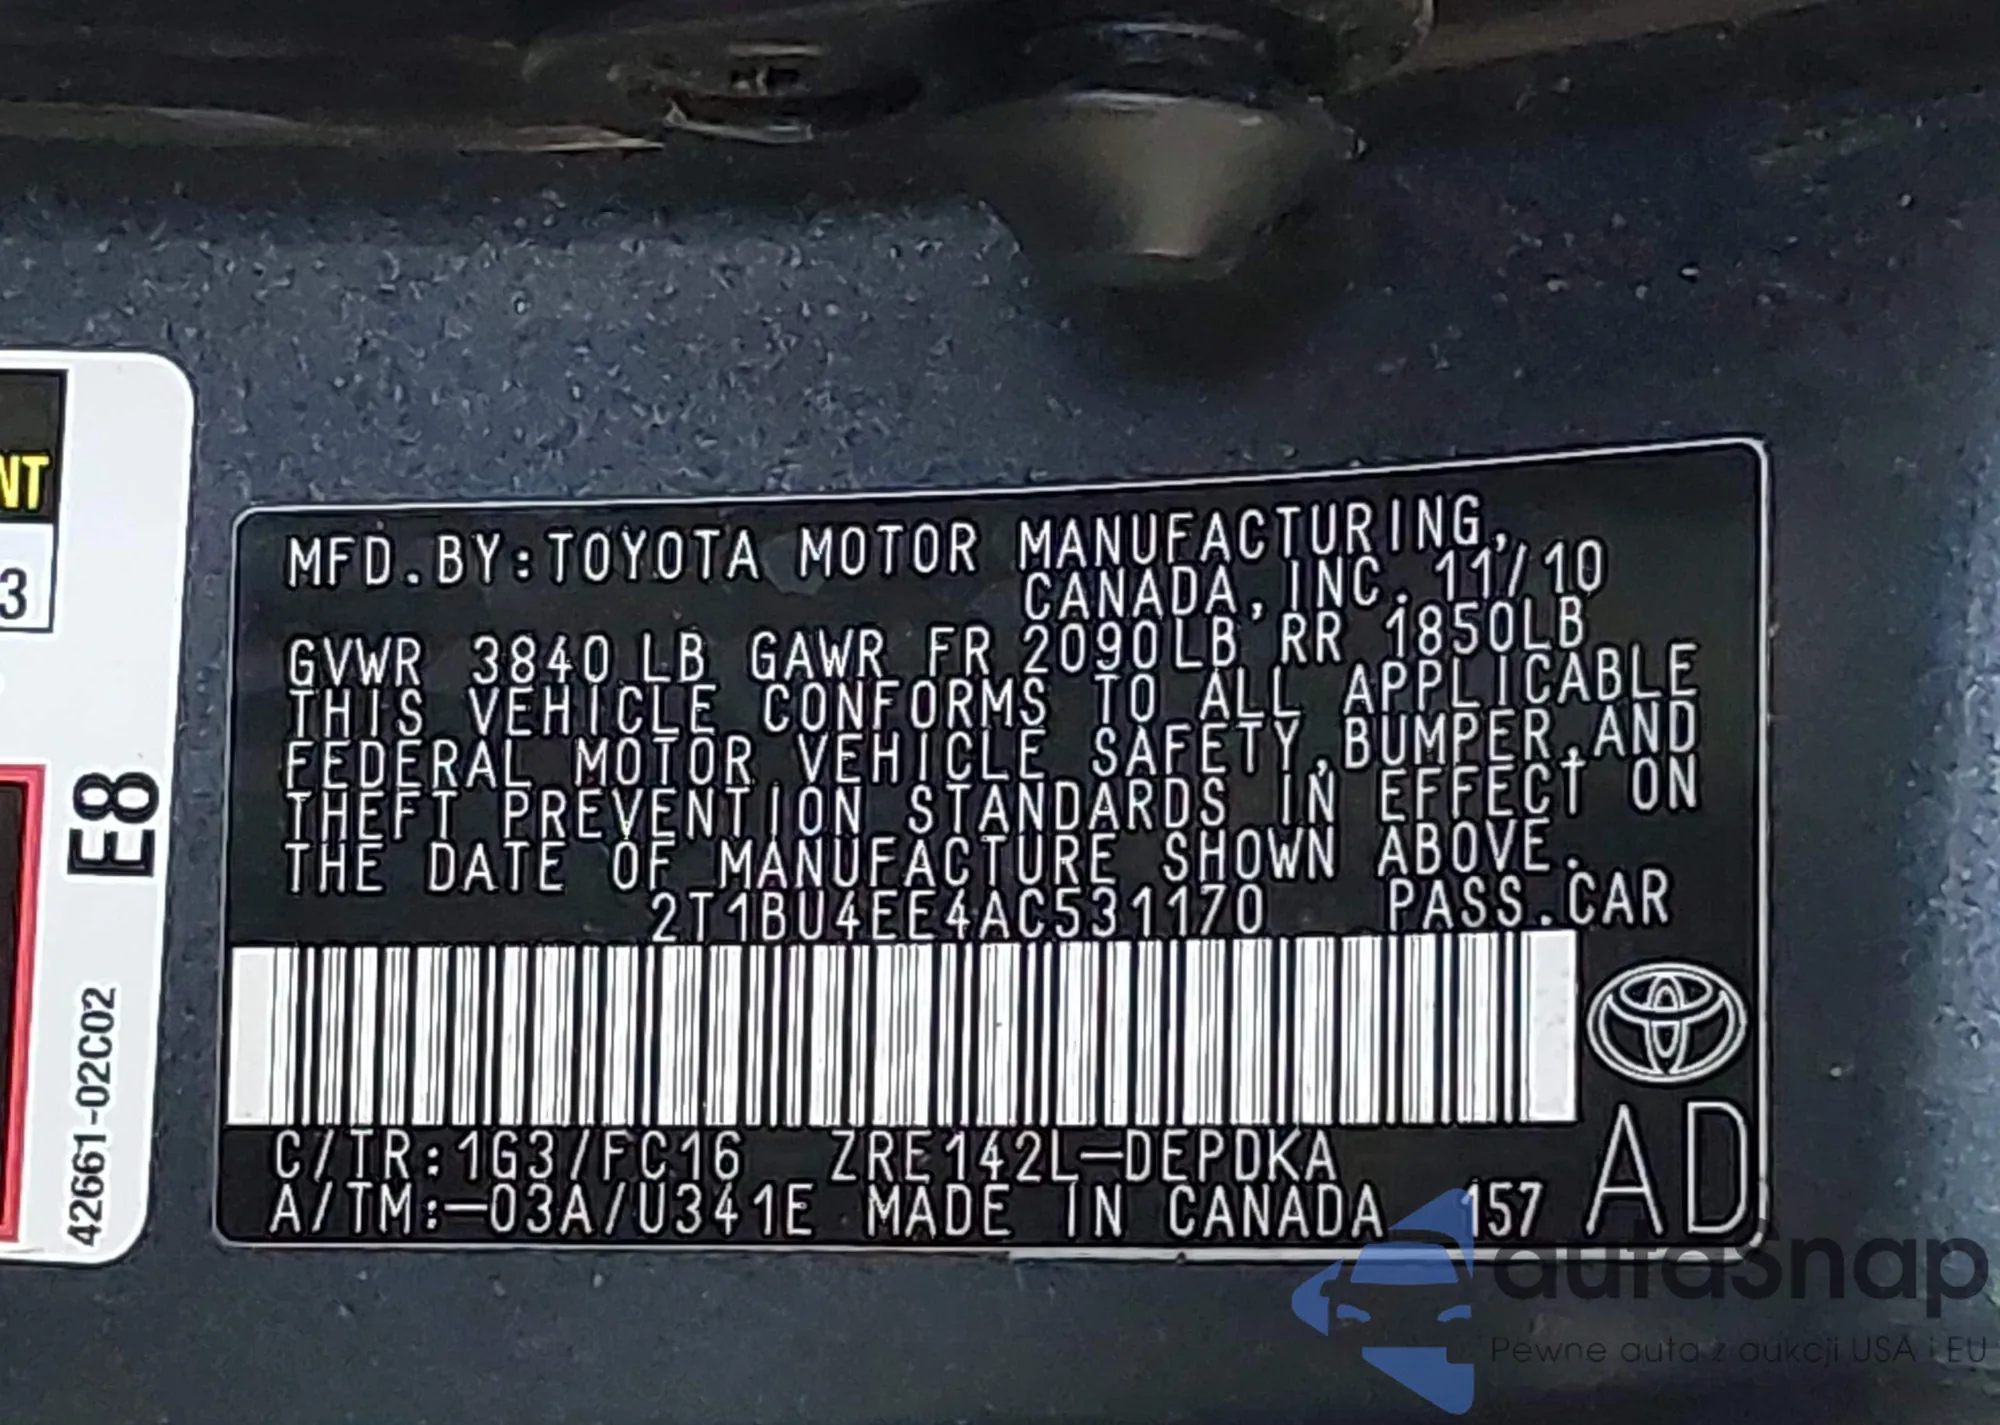 MFD.BY:TOYOTA MOTOR MANUFACTURING,
CANADA, INC. 11/10
GVWR 3840 LB GAWR FR 2090LB RR 1850LB
THIS VEHICLE CONFORMS TO ALL APPLICABLE
FEDERAL MOTOR VEHICLE SAFETY, BUMPER, AND
THEFT PREVENTION STANDARDS IN EFFECT ON
THE DATE OF MANUFACTURE SHOWN ABOVE.
2T1BU4EE4AC531170 PASS.CAR
C/TR:1G3/FC16 ZRE142L-DEPDKA
A/TM:-03A/U341E MADE IN CANADA 157
AD
NT
3
E8
42661-02C02
autosnap
Pewne auta z aukcji USA i EU